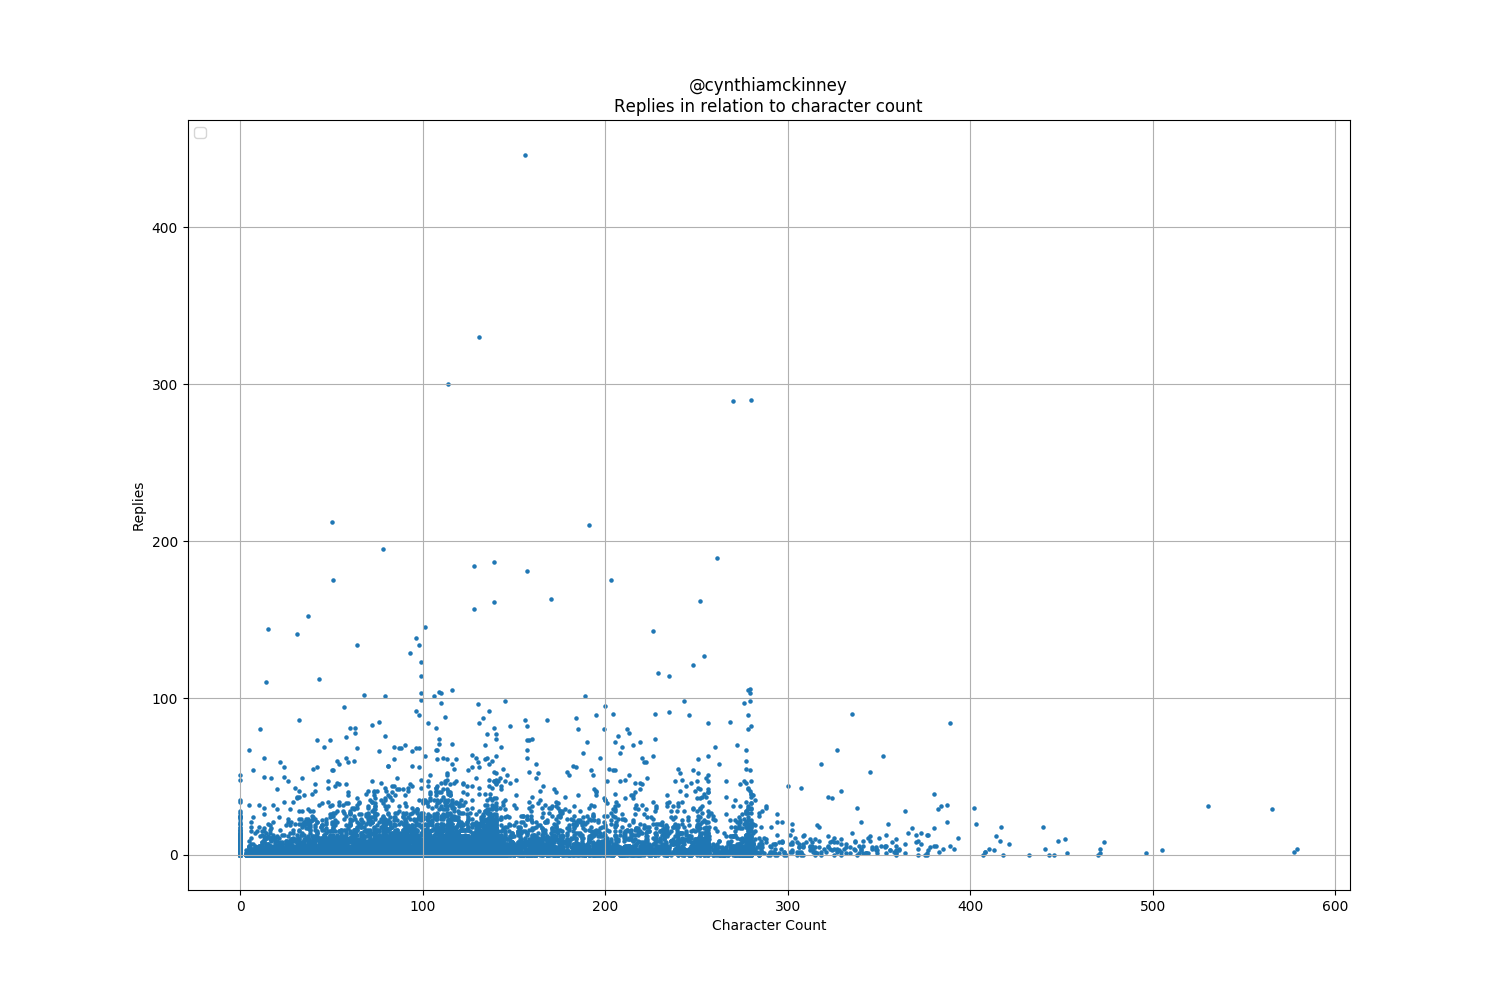 @cynthiamckinney
Replies in relation to character count
400
300
200
100
0
Replies
0 100 200 300 400 500 600
Character Count